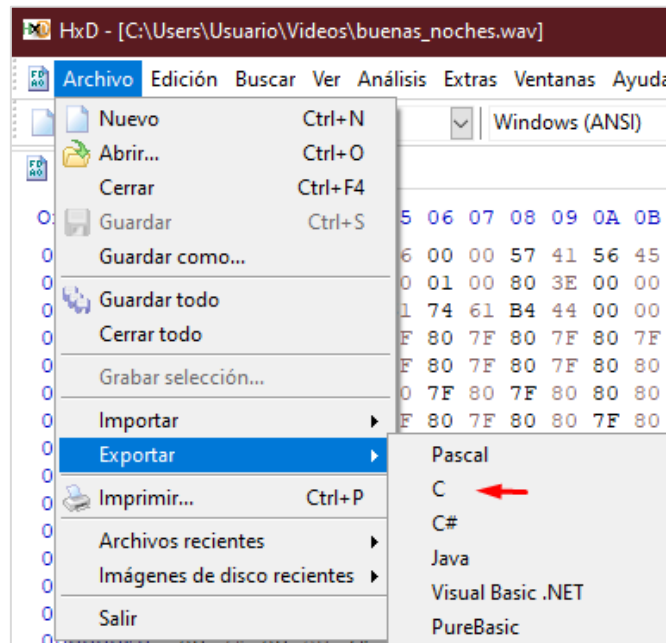 HxD - [C:\Users\Usuario\Videos\buenas_noches.wav]
Archivo Edición Buscar Ver Análisis Extras Ventanas Ayuda
Nuevo Ctrl+N
Windows (ANSI)
Abrir... Ctrl+O
Cerrar Ctrl+F4
Guardar Ctrl+S
5 06 07 08 09 0A 0B
Guardar como...
6 00 00 57 41 56 45
0 01 00 80 3E 00 00
Guardar todo
1 74 61 B4 44 00 00
Cerrar todo
F 80 7F 80 7F 80 7F
F 80 7F 80 7F 80 80
Grabar selección...
0 7F 80 7F 80 80 80
Importar
F 80 7F 80 80 7F 80
Exportar
Pascal
C
Imprimir... Ctrl+P
C#
Archivos recientes
Java
Imágenes de disco recientes
Visual Basic .NET
Salir
PureBasic